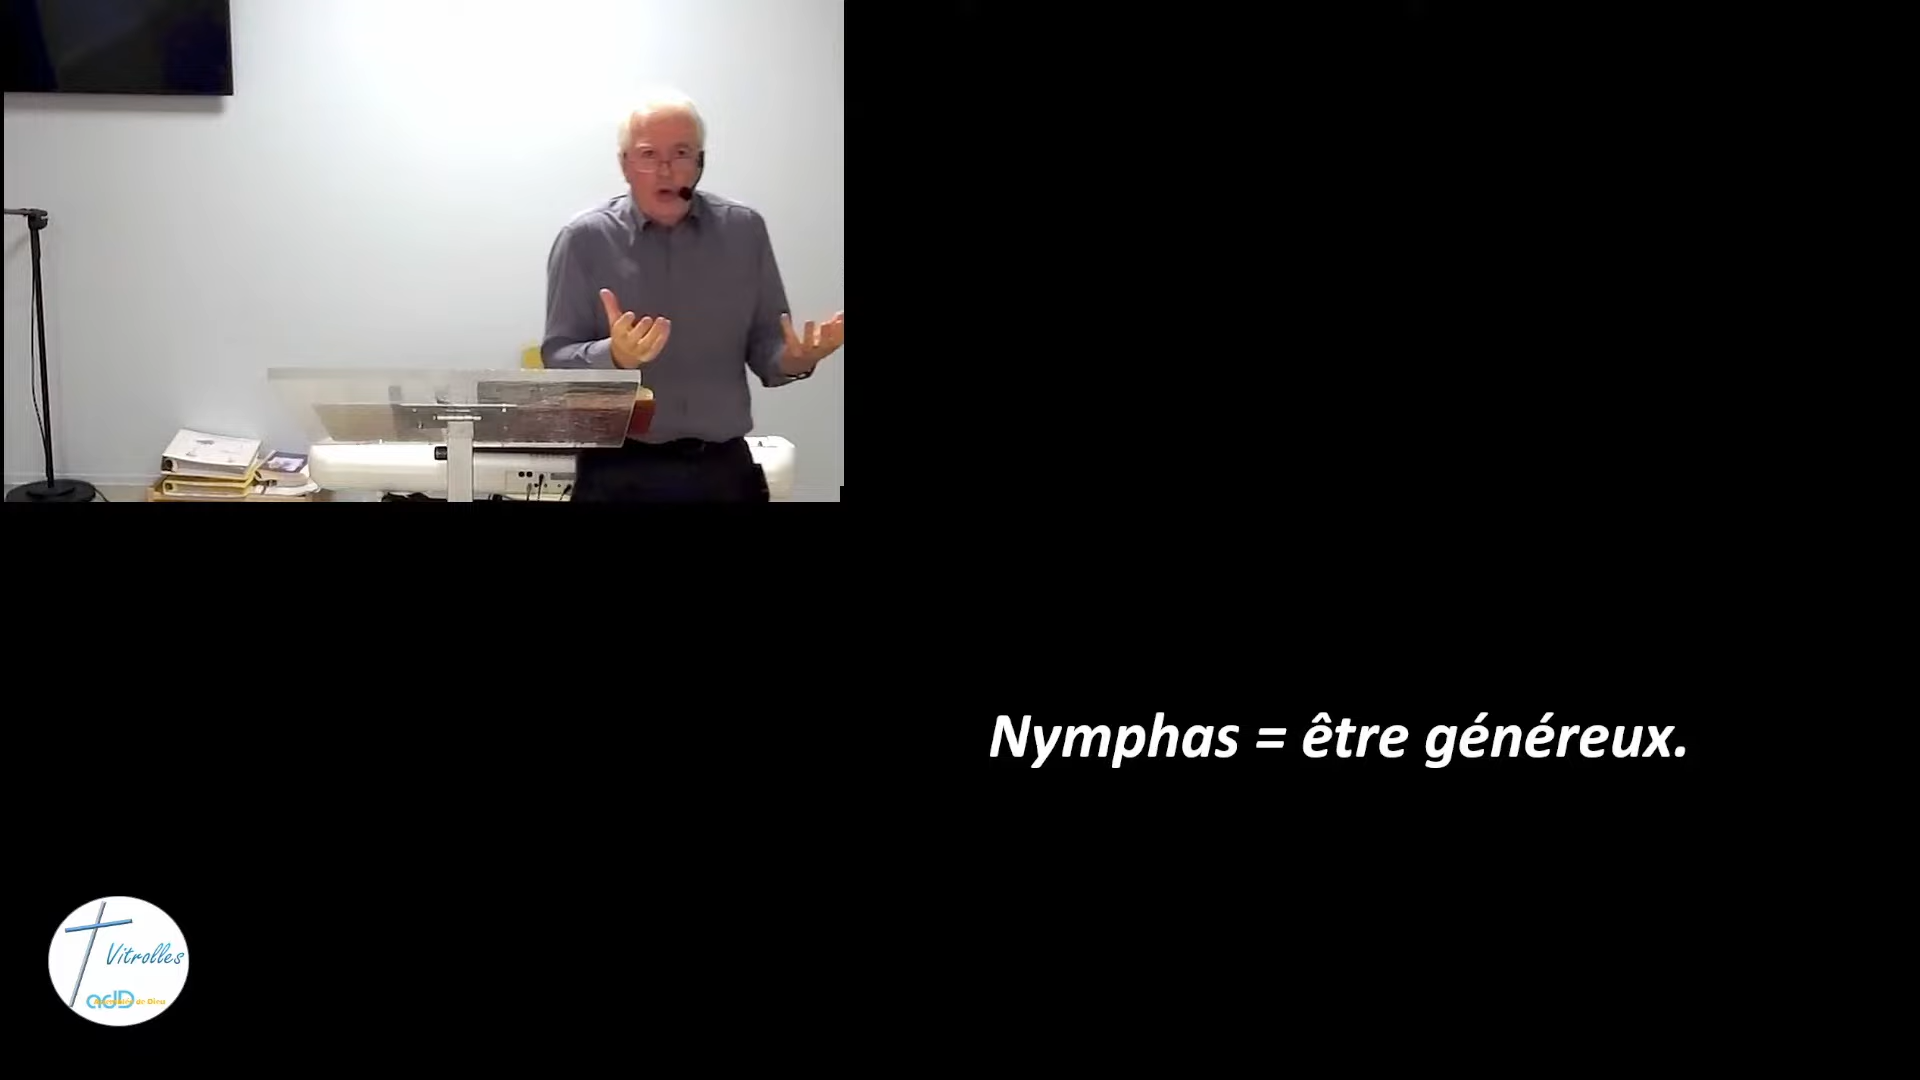 Nymphas = être généreux.
Vitrolles
adD